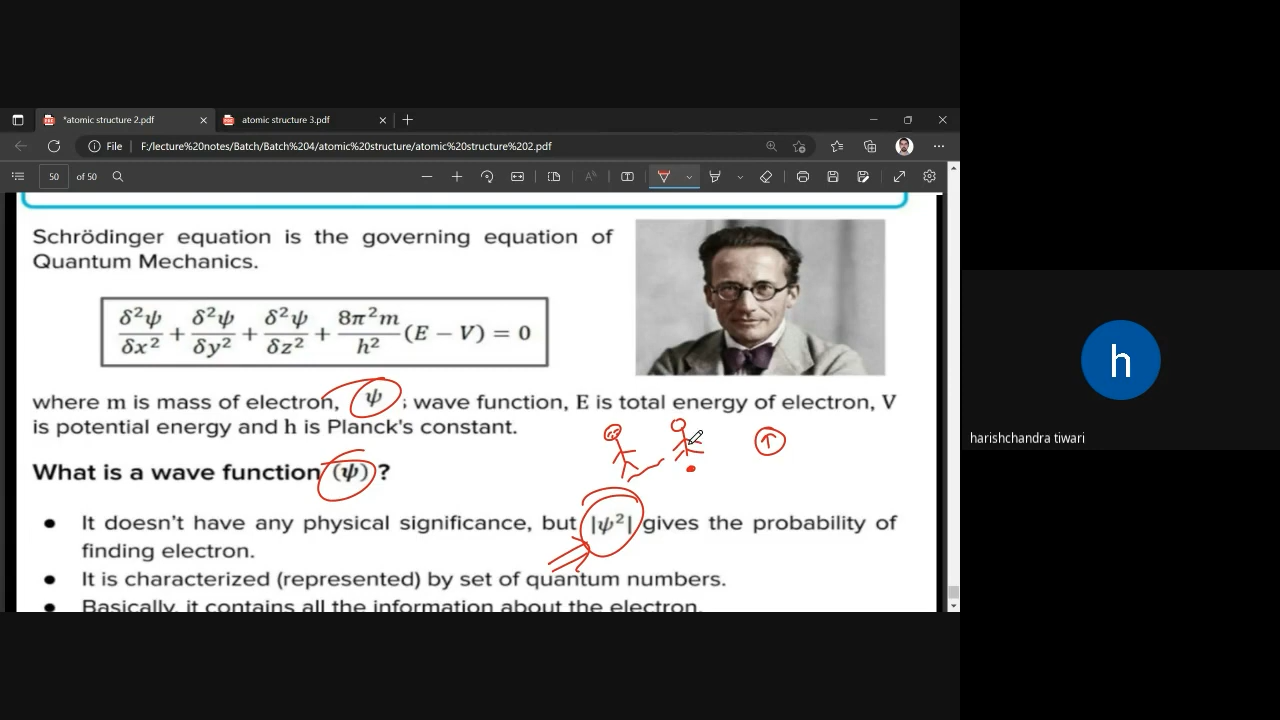 *atomic structure 2.pdf
atomic structure 3.pdf
File F:/lecture%20notes/Batch/Batch%204/atomic%20structure/atomic%20structure%202.pdf
50 of 50
Schrödinger equation is the governing equation of
Quantum Mechanics.
δ²ψ/δx² + δ²ψ/δy² + δ²ψ/δz² + 8π²m/h² (E − V) = 0
where m is mass of electron, ψ ; wave function, E is total energy of electron, V
is potential energy and h is Planck's constant.
What is a wave function (ψ) ?
● It doesn't have any physical significance, but |ψ²| gives the probability of
finding electron.
● It is characterized (represented) by set of quantum numbers.
● Basically, it contains all the information about the electron.
h
harishchandra tiwari